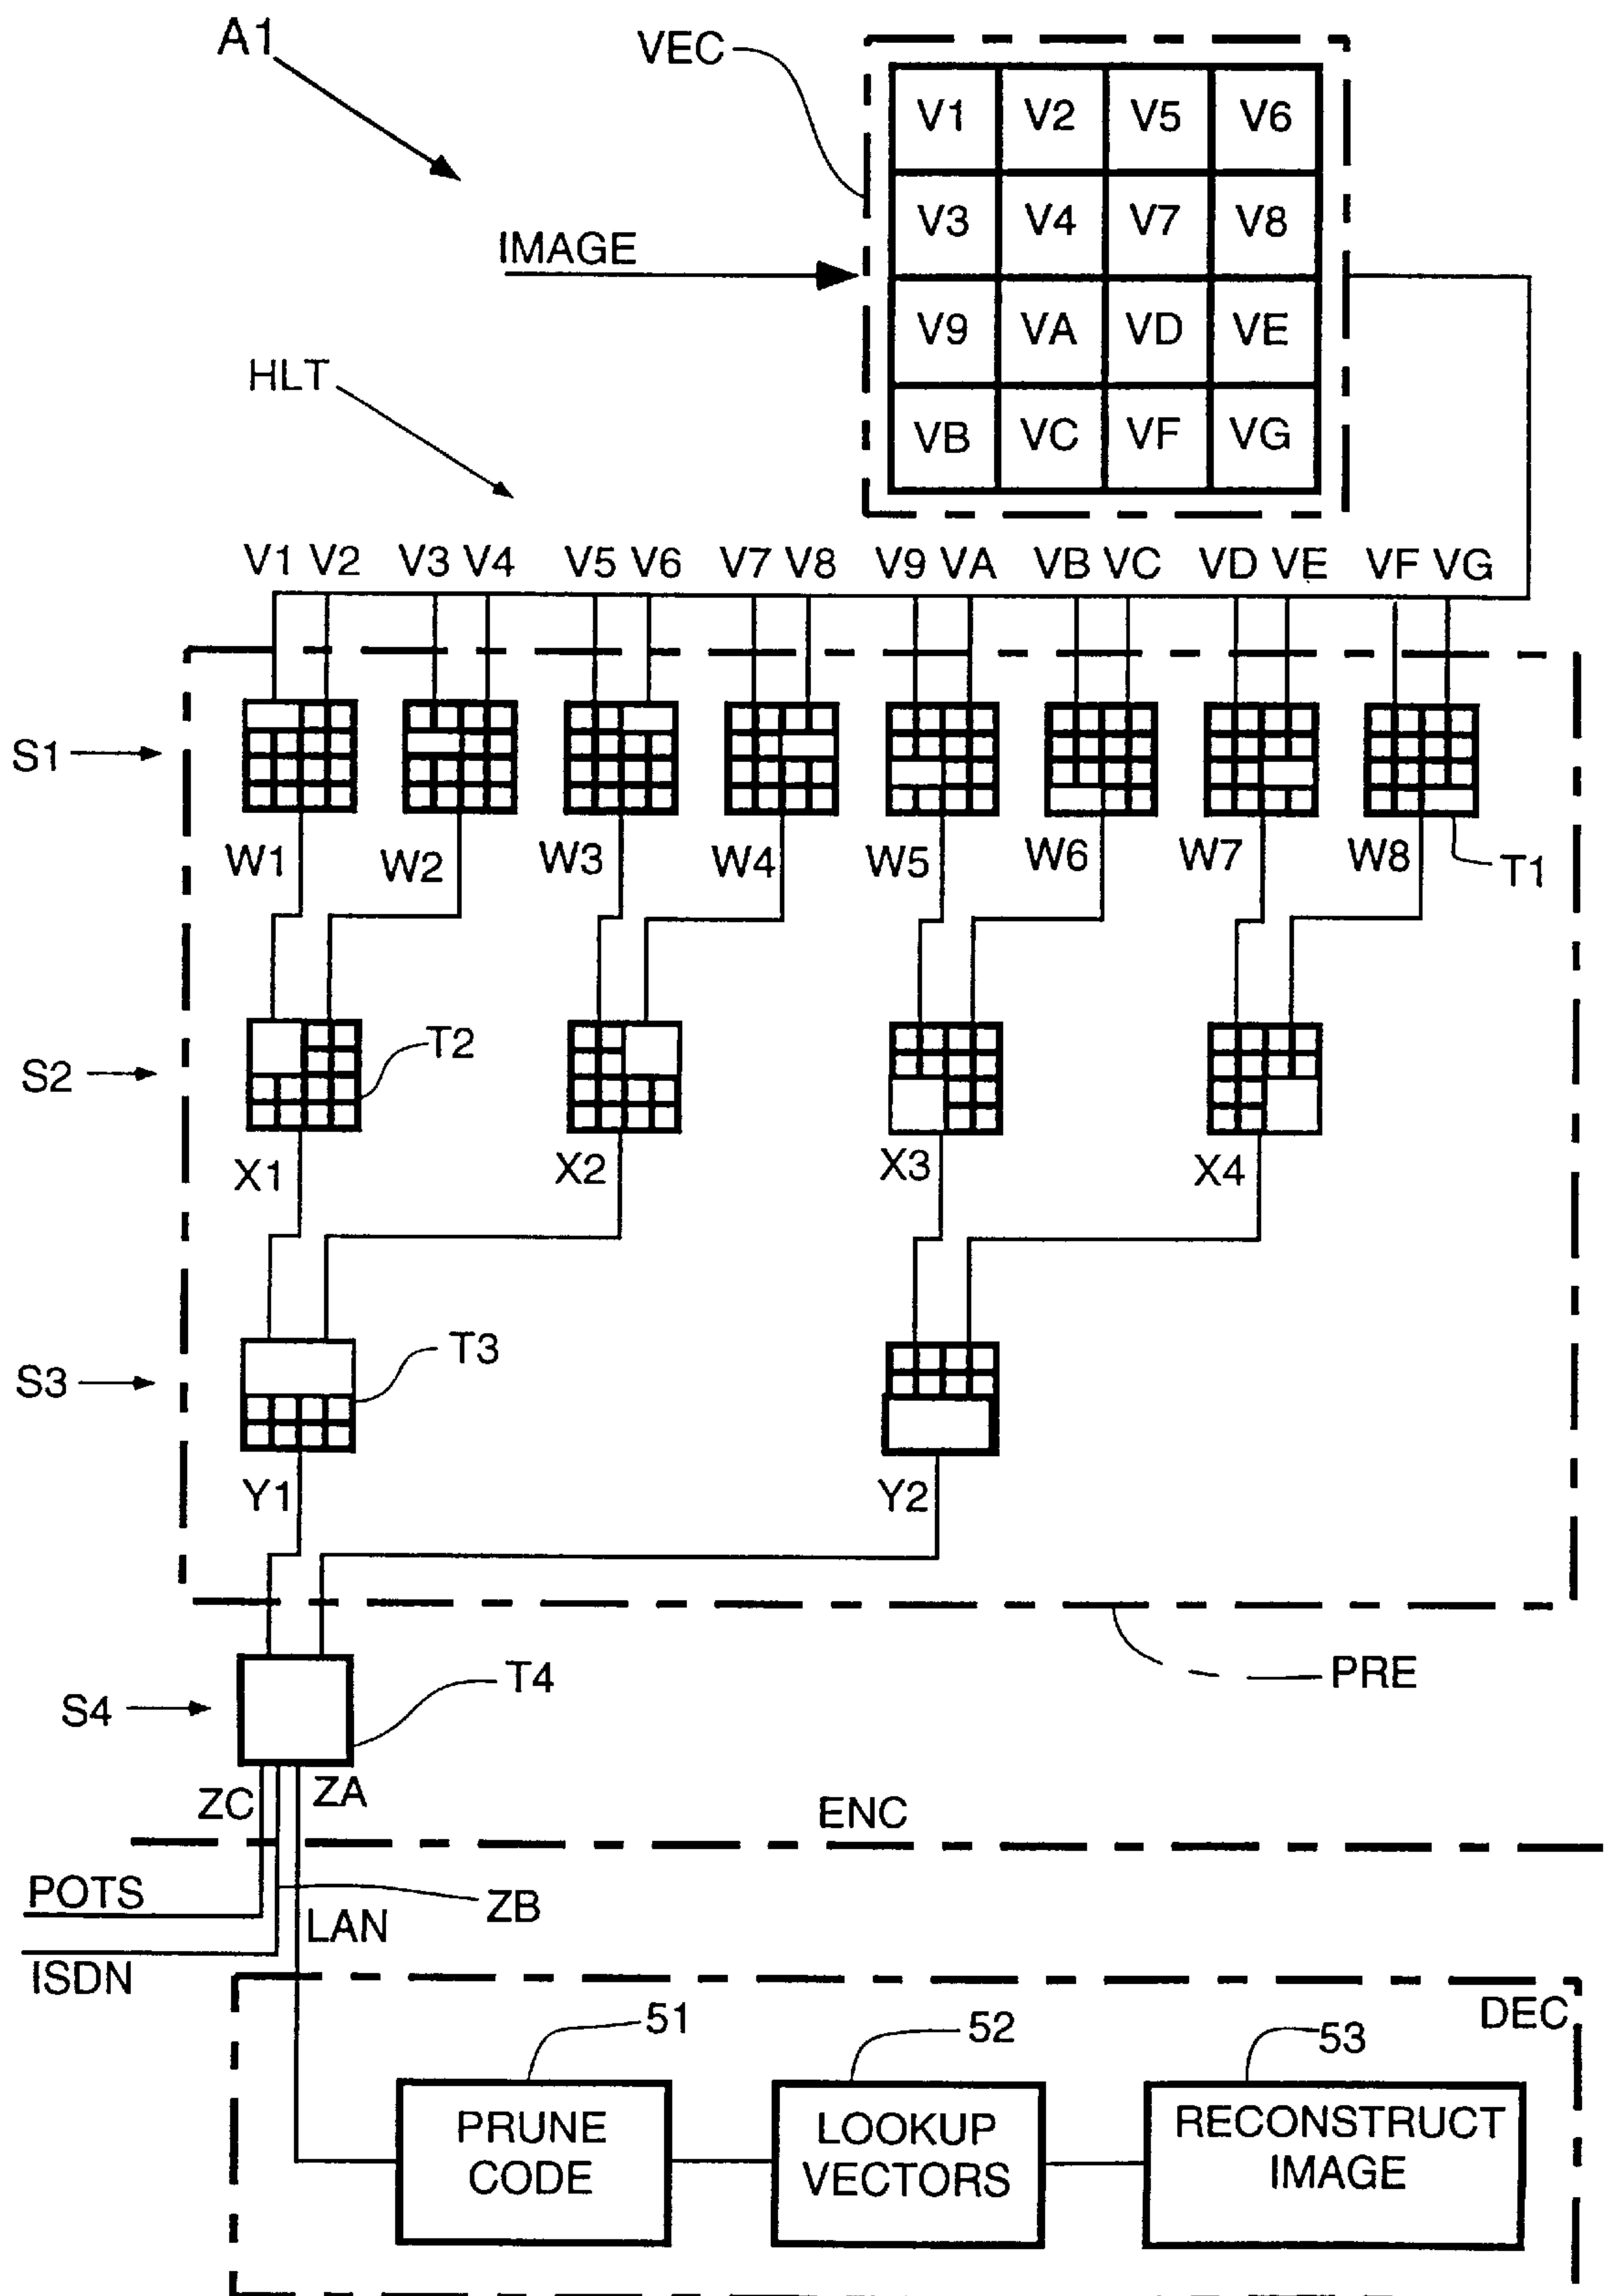 A1
VEC
V1 V2 V5 V6
V3 V4 V7 V8
IMAGE
V9 VA VD VE
HLT
VB VC VF VG
V1 V2 V3 V4 V5 V6 V7 V8 V9 VA VB VC VD VE VF VG
S1
W1 W2 W3 W4 W5 W6 W7 W8 T1
S2
T2
X1 X2 X3 X4
S3
T3
Y1 Y2
PRE
S4
T4
ZC ZA
ENC
POTS
ZB
LAN
ISDN
DEC
51 52 53
PRUNE CODE
LOOKUP VECTORS
RECONSTRUCT IMAGE